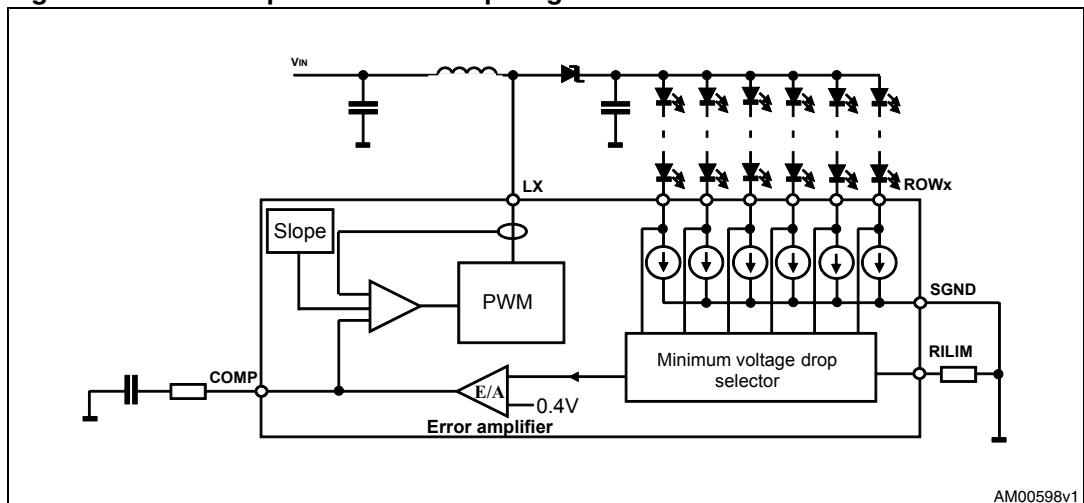 VIN
LX
ROWx
Slope
PWM
SGND
Minimum voltage drop
selector
RILIM
COMP
E/A
0.4V
Error amplifier
AM00598v1